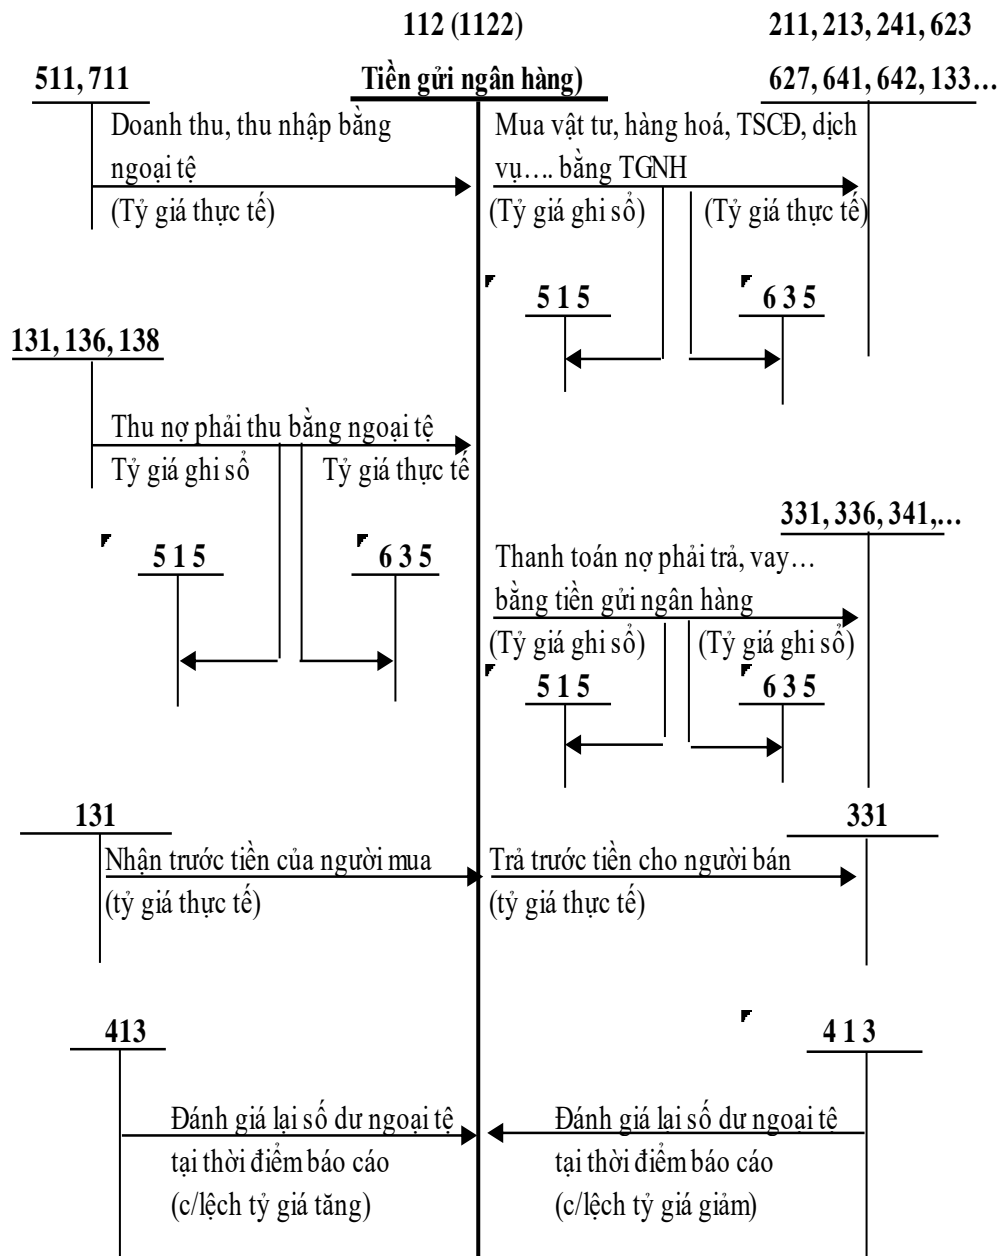 112 (1122)
211, 213, 241, 623
511, 711
Tiền gửi ngân hàng)
627, 641, 642, 133…
Doanh thu, thu nhập bằng
ngoại tệ
(Tỷ giá thực tế)
Mua vật tư, hàng hoá, TSCĐ, dịch
vụ…. bằng TGNH
(Tỷ giá ghi sổ)
(Tỷ giá thực tế)
515
635
131, 136, 138
Thu nợ phải thu bằng ngoại tệ
Tỷ giá ghi sổ
Tỷ giá thực tế
515
635
331, 336, 341,…
Thanh toán nợ phải trả, vay…
bằng tiền gửi ngân hàng
(Tỷ giá ghi sổ)
(Tỷ giá ghi sổ)
515
635
131
331
Nhận trước tiền của người mua
(tỷ giá thực tế)
Trả trước tiền cho người bán
(tỷ giá thực tế)
413
413
Đánh giá lại số dư ngoại tệ
tại thời điểm báo cáo
(c/lệch tỷ giá tăng)
Đánh giá lại số dư ngoại tệ
tại thời điểm báo cáo
(c/lệch tỷ giá giảm)